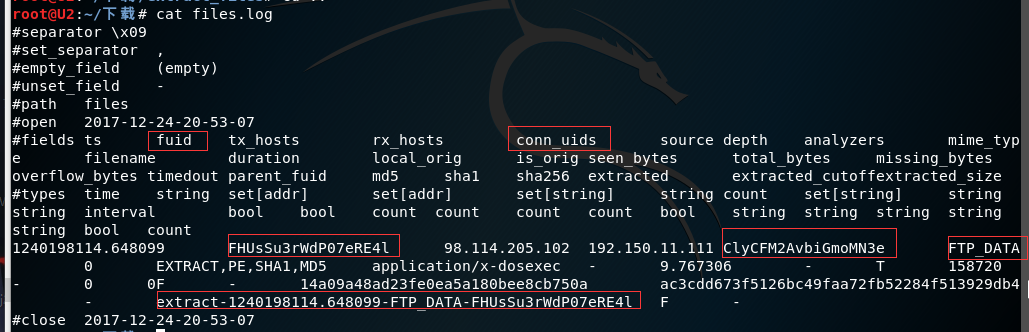 root@U2:~/下载# cat files.log
#separator \x09
#set_separator ,
#empty_field (empty)
#unset_field -
#path files
#open 2017-12-24-20-53-07
#fields ts fuid tx_hosts rx_hosts conn_uids source depth analyzers mime_typ
e filename duration local_orig is_orig seen_bytes total_bytes missing_bytes
overflow_bytes timedout parent_fuid md5 sha1 sha256 extracted extracted_cutoffextracted_size
#types time string set[addr] set[addr] set[string] string count set[string] string
string interval bool bool count count count count bool string string string string
string bool count
1240198114.648099 FHUsSu3rWdP07eRE4l 98.114.205.102 192.150.11.111 ClyCFM2AvbiGmoMN3e FTP_DATA
0 EXTRACT,PE,SHA1,MD5 application/x-dosexec - 9.767306 - T 158720
- 0 0F - 14a09a48ad23fe0ea5a180bee8cb750a ac3cdd673f5126bc49faa72fb52284f513929db4
- extract-1240198114.648099-FTP_DATA-FHUsSu3rWdP07eRE4l F -
#close 2017-12-24-20-53-07